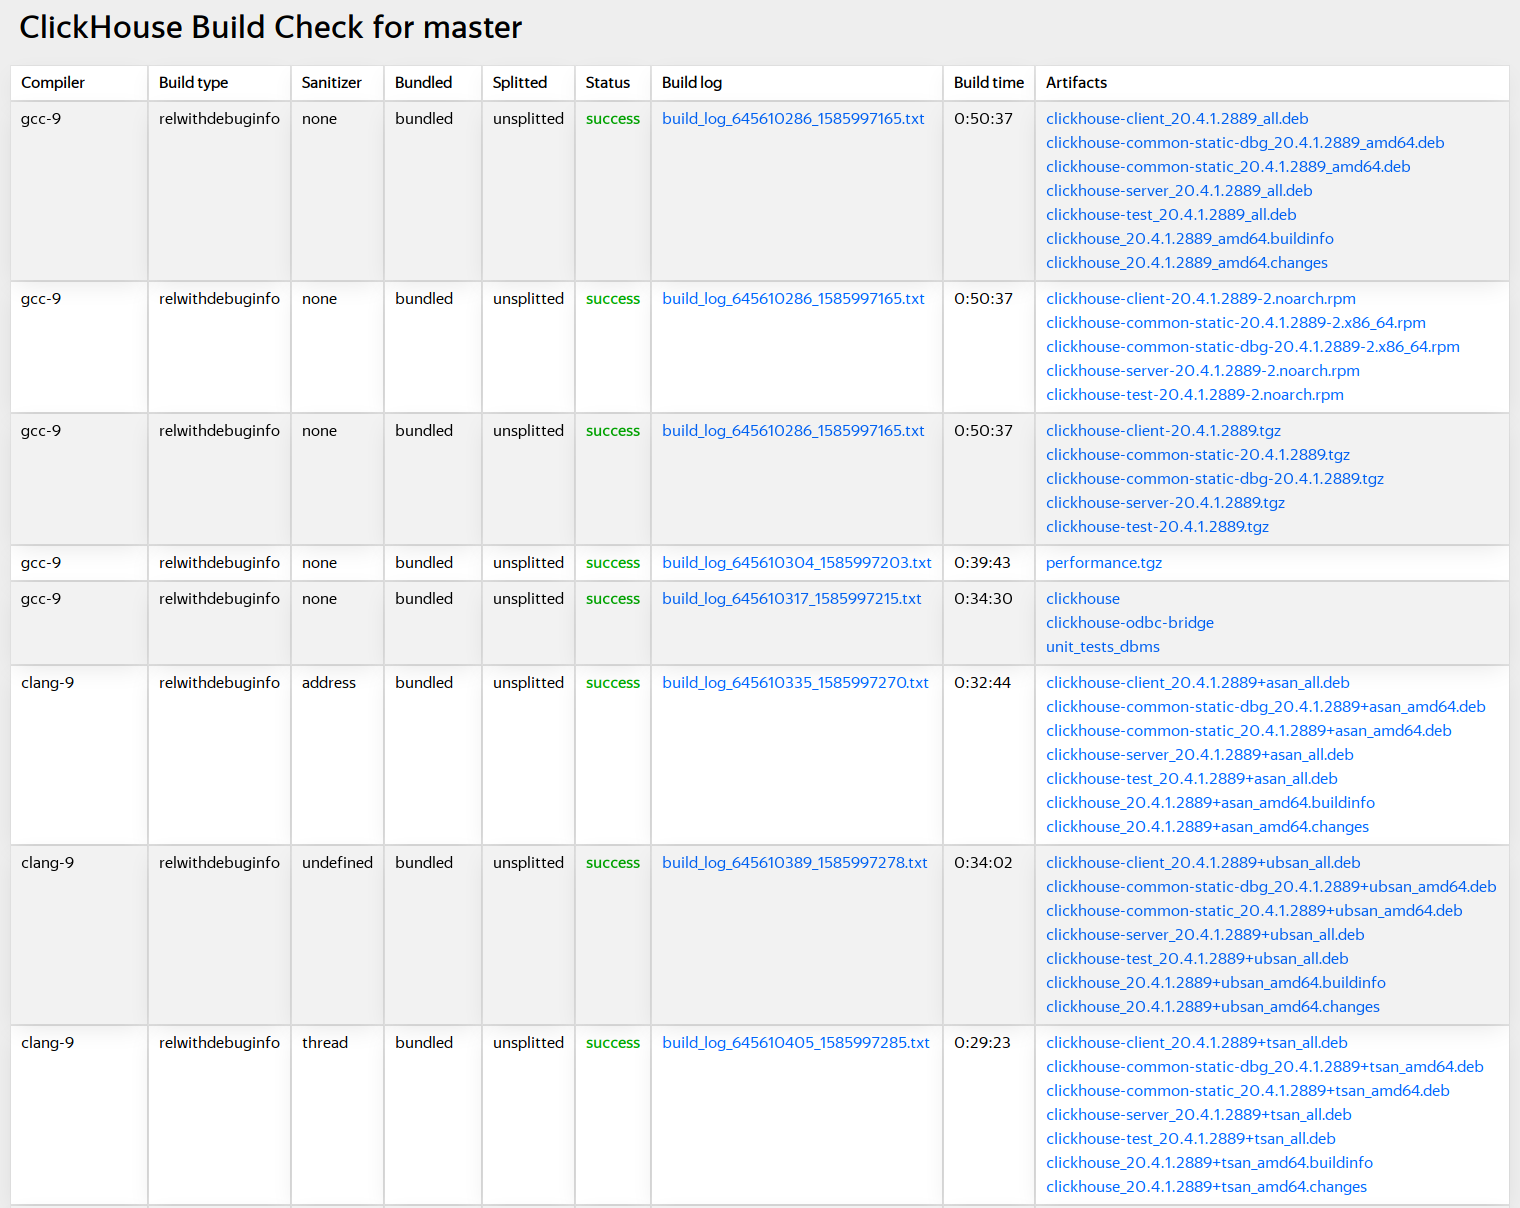 ClickHouse Build Check for master
Compiler Build type Sanitizer Bundled Splitted Status Build log Build time Artifacts
gcc-9 relwithdebuginfo none bundled unsplitted success build_log_645610286_1585997165.txt 0:50:37 clickhouse-client_20.4.1.2889_all.deb
clickhouse-common-static-dbg_20.4.1.2889_amd64.deb
clickhouse-common-static_20.4.1.2889_amd64.deb
clickhouse-server_20.4.1.2889_all.deb
clickhouse-test_20.4.1.2889_all.deb
clickhouse_20.4.1.2889_amd64.buildinfo
clickhouse_20.4.1.2889_amd64.changes
gcc-9 relwithdebuginfo none bundled unsplitted success build_log_645610286_1585997165.txt 0:50:37 clickhouse-client-20.4.1.2889-2.noarch.rpm
clickhouse-common-static-20.4.1.2889-2.x86_64.rpm
clickhouse-common-static-dbg-20.4.1.2889-2.x86_64.rpm
clickhouse-server-20.4.1.2889-2.noarch.rpm
clickhouse-test-20.4.1.2889-2.noarch.rpm
gcc-9 relwithdebuginfo none bundled unsplitted success build_log_645610286_1585997165.txt 0:50:37 clickhouse-client-20.4.1.2889.tgz
clickhouse-common-static-20.4.1.2889.tgz
clickhouse-common-static-dbg-20.4.1.2889.tgz
clickhouse-server-20.4.1.2889.tgz
clickhouse-test-20.4.1.2889.tgz
gcc-9 relwithdebuginfo none bundled unsplitted success build_log_645610304_1585997203.txt 0:39:43 performance.tgz
gcc-9 relwithdebuginfo none bundled unsplitted success build_log_645610317_1585997215.txt 0:34:30 clickhouse
clickhouse-odbc-bridge
unit_tests_dbms
clang-9 relwithdebuginfo address bundled unsplitted success build_log_645610335_1585997270.txt 0:32:44 clickhouse-client_20.4.1.2889+asan_all.deb
clickhouse-common-static-dbg_20.4.1.2889+asan_amd64.deb
clickhouse-common-static_20.4.1.2889+asan_amd64.deb
clickhouse-server_20.4.1.2889+asan_all.deb
clickhouse-test_20.4.1.2889+asan_all.deb
clickhouse_20.4.1.2889+asan_amd64.buildinfo
clickhouse_20.4.1.2889+asan_amd64.changes
clang-9 relwithdebuginfo undefined bundled unsplitted success build_log_645610389_1585997278.txt 0:34:02 clickhouse-client_20.4.1.2889+ubsan_all.deb
clickhouse-common-static-dbg_20.4.1.2889+ubsan_amd64.deb
clickhouse-common-static_20.4.1.2889+ubsan_amd64.deb
clickhouse-server_20.4.1.2889+ubsan_all.deb
clickhouse-test_20.4.1.2889+ubsan_all.deb
clickhouse_20.4.1.2889+ubsan_amd64.buildinfo
clickhouse_20.4.1.2889+ubsan_amd64.changes
clang-9 relwithdebuginfo thread bundled unsplitted success build_log_645610405_1585997285.txt 0:29:23 clickhouse-client_20.4.1.2889+tsan_all.deb
clickhouse-common-static-dbg_20.4.1.2889+tsan_amd64.deb
clickhouse-common-static_20.4.1.2889+tsan_amd64.deb
clickhouse-server_20.4.1.2889+tsan_all.deb
clickhouse-test_20.4.1.2889+tsan_all.deb
clickhouse_20.4.1.2889+tsan_amd64.buildinfo
clickhouse_20.4.1.2889+tsan_amd64.changes